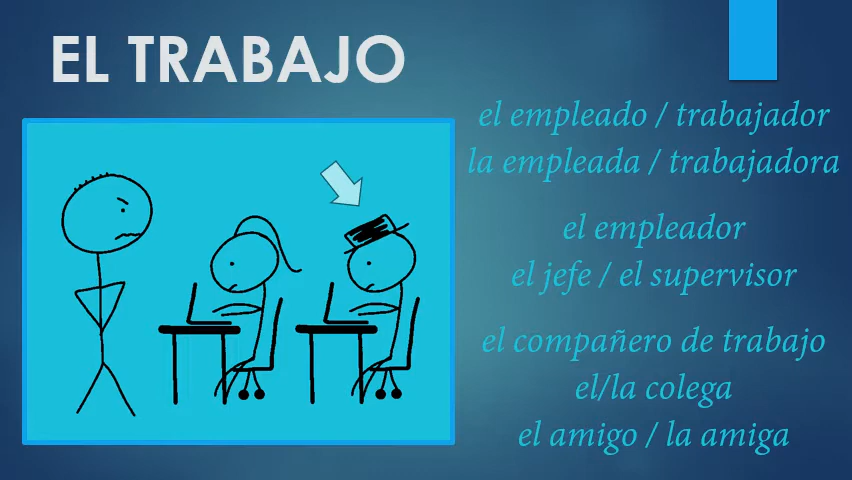 EL TRABAJO
el empleado / trabajador
la empleada / trabajadora
el empleador
el jefe / el supervisor
el compañero de trabajo
el/la colega
el amigo / la amiga